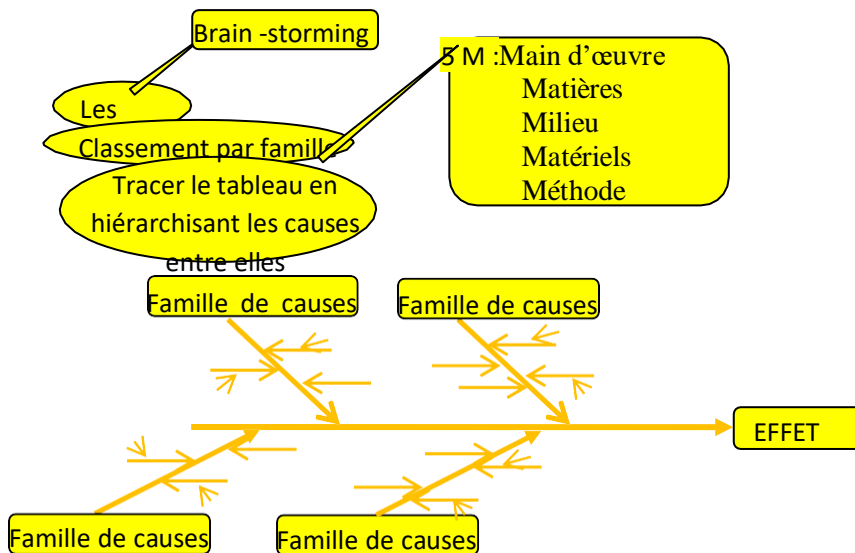 Brain -storming
5 M :Main d’œuvre
Matières
Milieu
Matériels
Méthode
Les
Classement par famille
Tracer le tableau en
hiérarchisant les causes
entre elles
Famille de causes
Famille de causes
EFFET
Famille de causes
Famille de causes